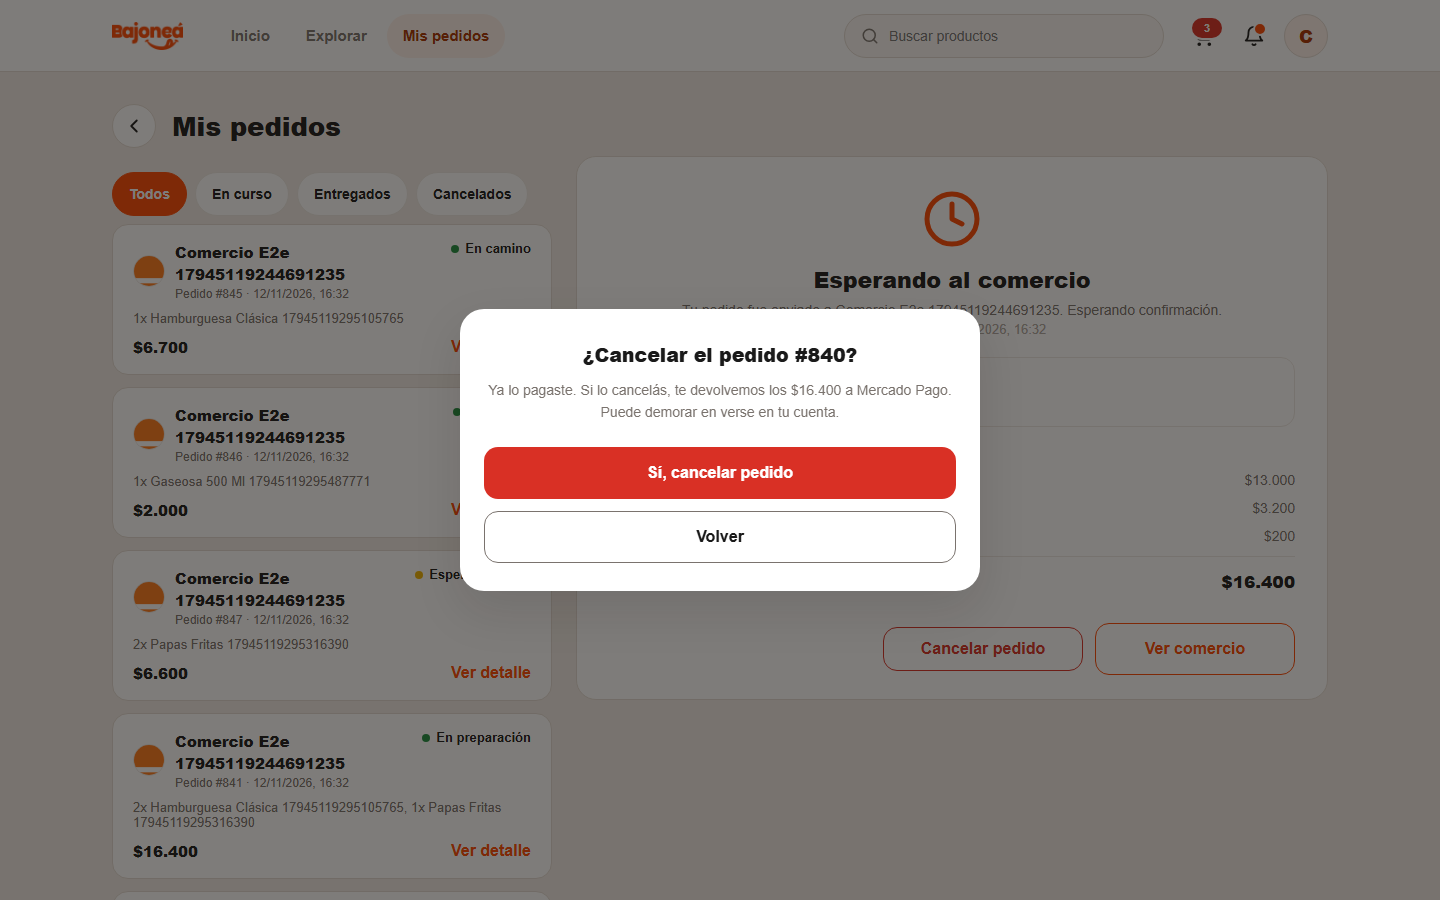 Bajoneá
Inicio
Explorar
Mis pedidos
Buscar productos
3
C
Mis pedidos
Todos
En curso
Entregados
Cancelados
Comercio E2e
17945119244691235
En camino
Pedido #845 · 12/11/2026, 16:32
1x Hamburguesa Clásica 17945119295105765
$6.700
Comercio E2e
17945119244691235
Pedido #846 · 12/11/2026, 16:32
1x Gaseosa 500 Ml 17945119295487771
$2.000
Comercio E2e
17945119244691235
Pedido #847 · 12/11/2026, 16:32
2x Papas Fritas 17945119295316390
$6.600
Ver detalle
Comercio E2e
17945119244691235
En preparación
Pedido #841 · 12/11/2026, 16:32
2x Hamburguesa Clásica 17945119295105765, 1x Papas Fritas
17945119295316390
$16.400
Ver detalle
Esperando al comercio
19244691235. Esperando confirmación.
2026, 16:32
¿Cancelar el pedido #840?
Ya lo pagaste. Si lo cancelás, te devolvemos los $16.400 a Mercado Pago.
Puede demorar en verse en tu cuenta.
Sí, cancelar pedido
Volver
$13.000
$3.200
$200
$16.400
Cancelar pedido
Ver comercio